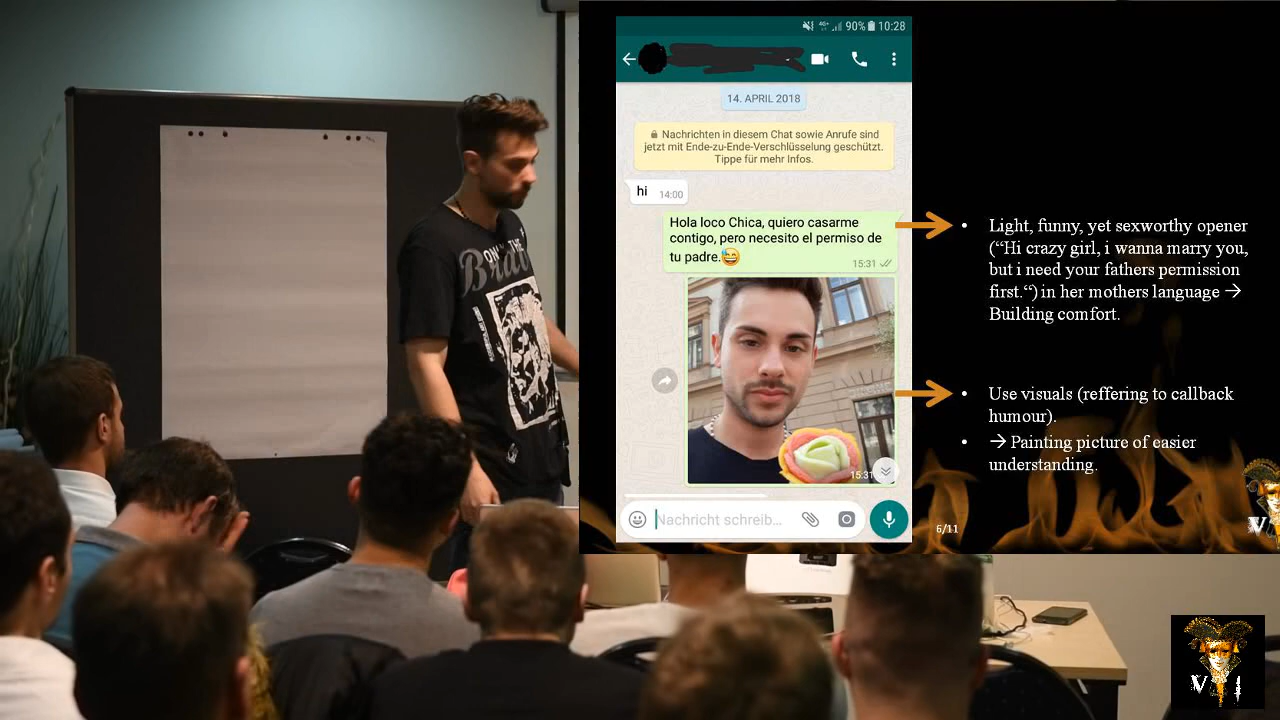 90% 10:28
14. APRIL 2018
Nachrichten in diesem Chat sowie Anrufe sind
jetzt mit Ende-zu-Ende-Verschlüsselung geschützt.
Tippe für mehr Infos.
hi 14:00
Hola loco Chica, quiero casarme
contigo, pero necesito el permiso de
tu padre.😅
15:31
15:31
Nachricht schreib...
• Light, funny, yet sexworthy opener
(“Hi crazy girl, i wanna marry you,
but i need your fathers permission
first.“) in her mothers language →
Building comfort.
• Use visuals (reffering to callback
humour).
• → Painting picture of easier
understanding.
6/11
ON THE
V